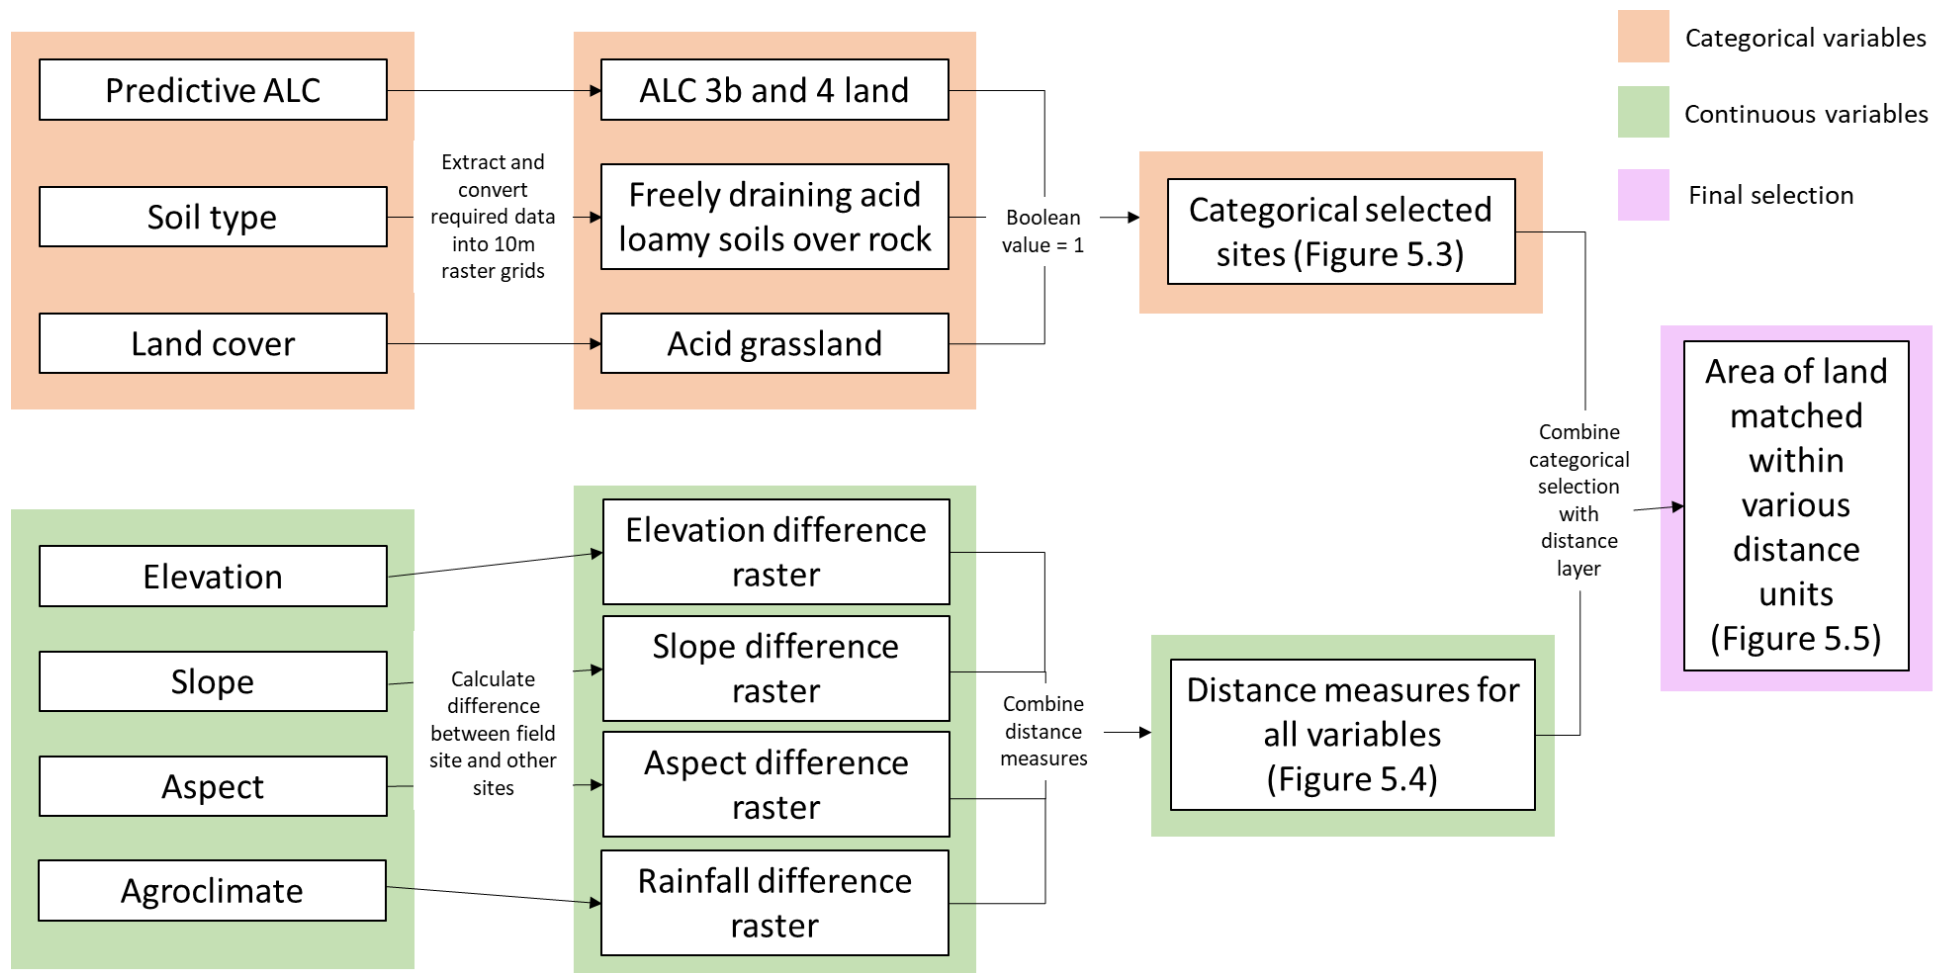 Predictive ALC
Soil type
Land cover
Extract and
convert
required data
into 10m
raster grids
ALC 3b and 4 land
Freely draining acid
loamy soils over rock
Acid grassland
Boolean
value = 1
Categorical selected
sites (Figure 5.3)
Categorical variables
Continuous variables
Final selection
Elevation
Slope
Aspect
Agroclimate
Calculate
difference
between field
site and other
sites
Elevation difference
raster
Slope difference
raster
Aspect difference
raster
Rainfall difference
raster
Combine
distance
measures
Distance measures for
all variables
(Figure 5.4)
Combine
categorical
selection
with
distance
layer
Area of land
matched
within
various
distance
units
(Figure 5.5)